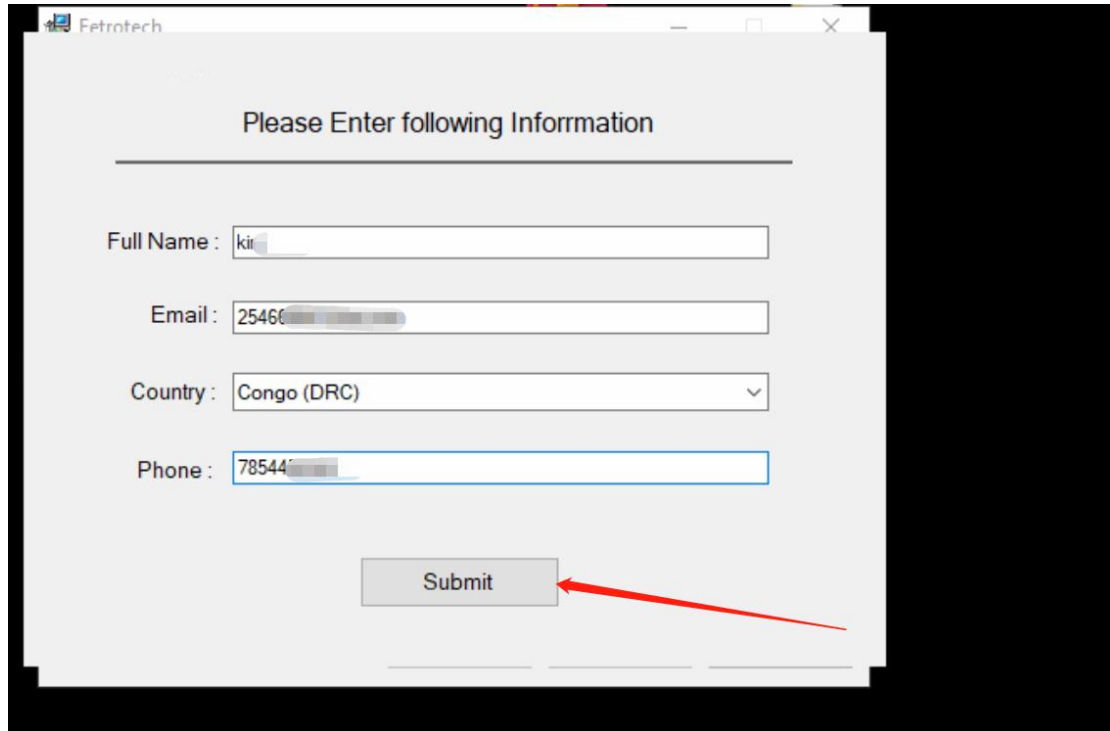 Fetrotech
Please Enter following Inforrmation
Full Name :
Email :
Country : Congo (DRC)
Phone :
Submit